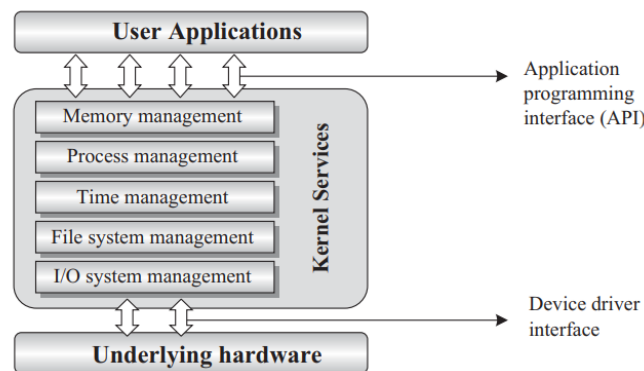 User Applications
Application
programming
interface (API)
Memory management
Process management
Time management
File system management
I/O system management
Kernel Services
Device driver
interface
Underlying hardware